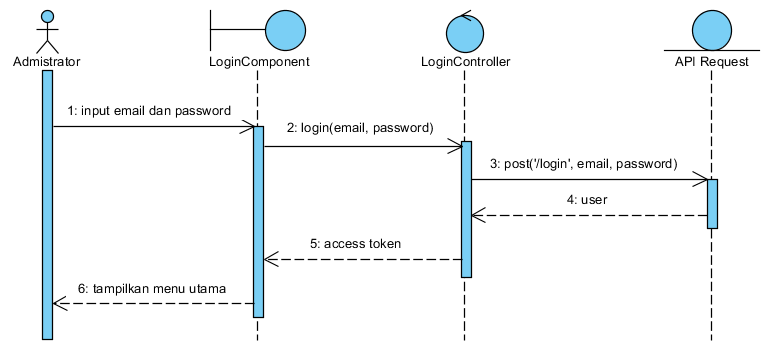 Admistrator
LoginComponent
LoginController
API Request
1: input email dan password
2: login(email, password)
3: post('/login', email, password)
4: user
5: access token
6: tampilkan menu utama